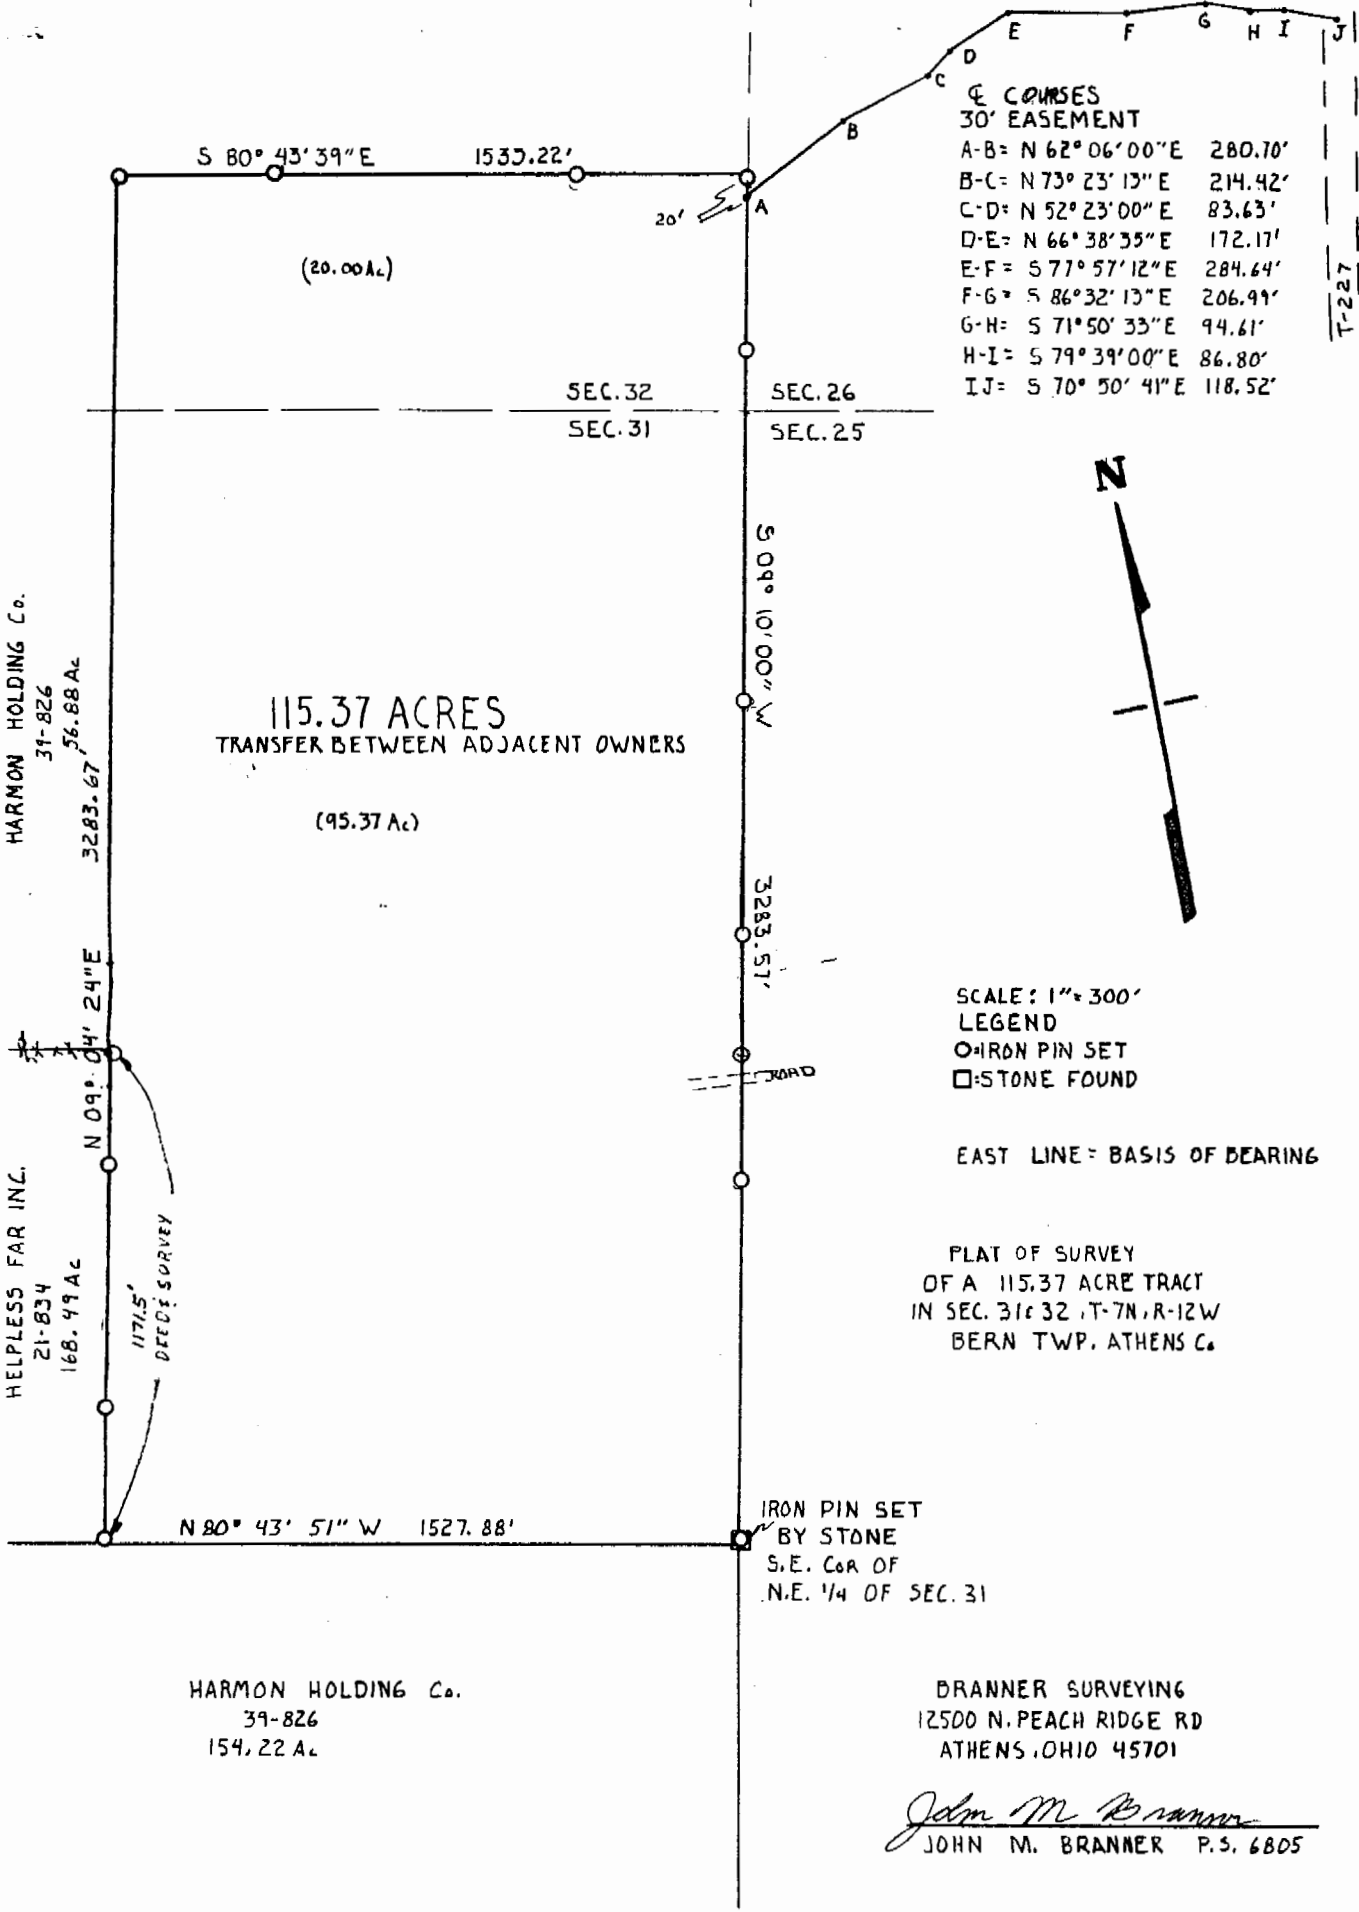 E
F
G
H
I
J
D
C
B
A
₵ COURSES
30' EASEMENT
A-B= N 62° 06' 00" E 280.70'
B-C= N 73° 23' 13" E 214.42'
C-D= N 52° 23' 00" E 83.63'
D-E= N 66° 38' 35" E 172.17'
E-F= S 77° 57' 12" E 284.64'
F-G= S 86° 32' 13" E 206.99'
G-H= S 71° 50' 33" E 94.61'
H-I= S 79° 39' 00" E 86.80'
IJ= S 70° 50' 41" E 118.52'
T-227
S 80° 43' 39" E 1535.22'
20'
(20.00 Ac)
SEC. 32 SEC. 26
SEC. 31 SEC. 25
N
S 09° 10' 00" W
3283.57'
HARMON HOLDING Co.
39-826
56.88 Ac
3283.67'
N 09° 04' 24" E
115.37 ACRES
TRANSFER BETWEEN ADJACENT OWNERS
(95.37 Ac)
ROAD
SCALE: 1" = 300'
LEGEND
O=IRON PIN SET
□=STONE FOUND
EAST LINE = BASIS OF BEARING
HELPLESS FAR INC.
21-834
168.49 Ac
1171.5'
DEED & SURVEY
PLAT OF SURVEY
OF A 115.37 ACRE TRACT
IN SEC. 31 & 32, T-7N, R-12W
BERN TWP. ATHENS Co
N 80° 43' 51" W 1527.88'
IRON PIN SET
BY STONE
S.E. COR OF
N.E. 1/4 OF SEC. 31
HARMON HOLDING Co.
39-826
154.22 Ac
BRANNER SURVEYING
12500 N. PEACH RIDGE RD
ATHENS, OHIO 45701
John M Branner
JOHN M. BRANNER P.S. 6805